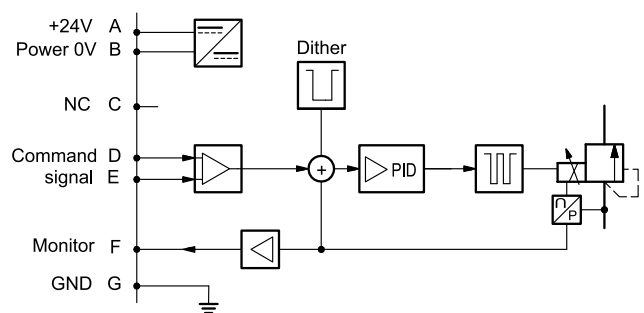 +24V A
Power 0V B
Dither
NC C
Command D
signal E
+
PID
P
Monitor F
GND G